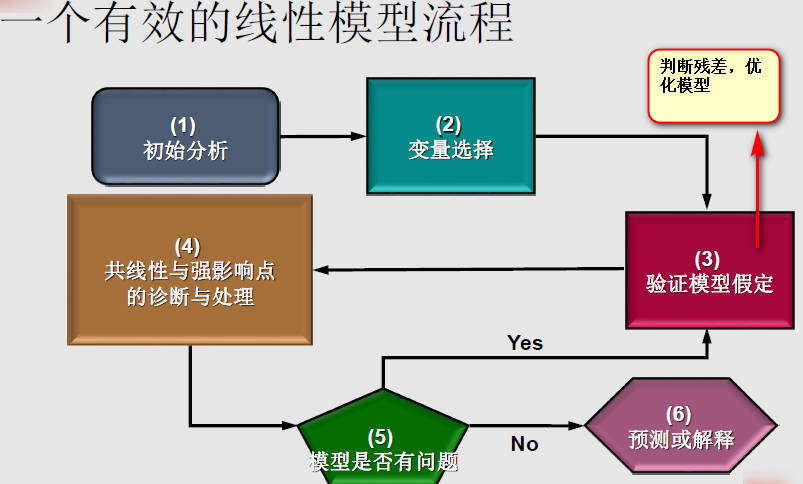 一个有效的线性模型流程
判断残差，优
化模型
(1)
初始分析
(2)
变量选择
(3)
验证模型假定
(4)
共线性与强影响点
的诊断与处理
Yes
(5)
模型是否有问题
No
(6)
预测或解释